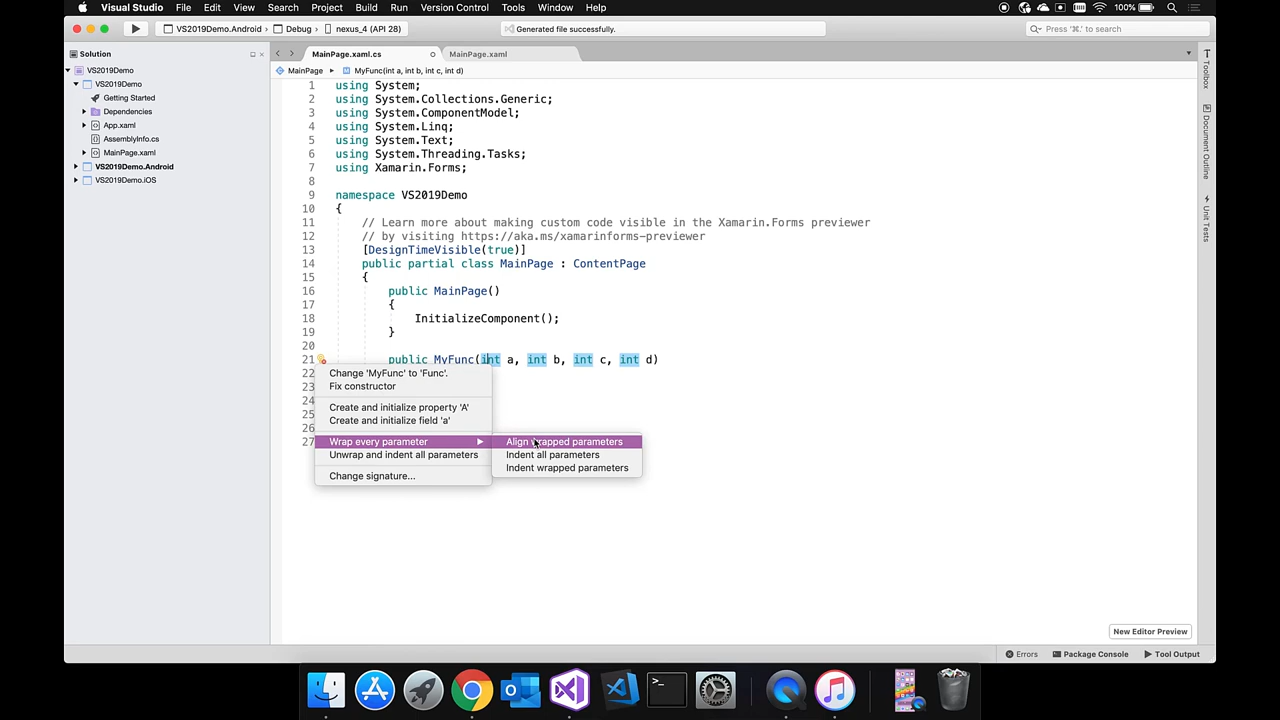 Visual Studio File Edit View Search Project Build Run Version Control Tools Window Help 100%
VS2019Demo.Android Debug nexus_4 (API 28) Generated file successfully. Press '⌘.' to search
Solution
VS2019Demo
VS2019Demo
Getting Started
Dependencies
App.xaml
AssemblyInfo.cs
MainPage.xaml
VS2019Demo.Android
VS2019Demo.iOS
MainPage.xaml.cs MainPage.xaml
MainPage MyFunc(int a, int b, int c, int d)
1 using System;
2 using System.Collections.Generic;
3 using System.ComponentModel;
4 using System.Linq;
5 using System.Text;
6 using System.Threading.Tasks;
7 using Xamarin.Forms;
8
9 namespace VS2019Demo
10 {
11 // Learn more about making custom code visible in the Xamarin.Forms previewer
12 // by visiting https://aka.ms/xamarinforms-previewer
13 [DesignTimeVisible(true)]
14 public partial class MainPage : ContentPage
15 {
16 public MainPage()
17 {
18 InitializeComponent();
19 }
20
21 public MyFunc(int a, int b, int c, int d)
22
23
24
25
26
27
Change 'MyFunc' to 'Func'.
Fix constructor
Create and initialize property 'A'
Create and initialize field 'a'
Wrap every parameter
Unwrap and indent all parameters
Change signature...
Align wrapped parameters
Indent all parameters
Indent wrapped parameters
Toolbox
Document Outline
Unit Tests
New Editor Preview
Errors Package Console Tool Output